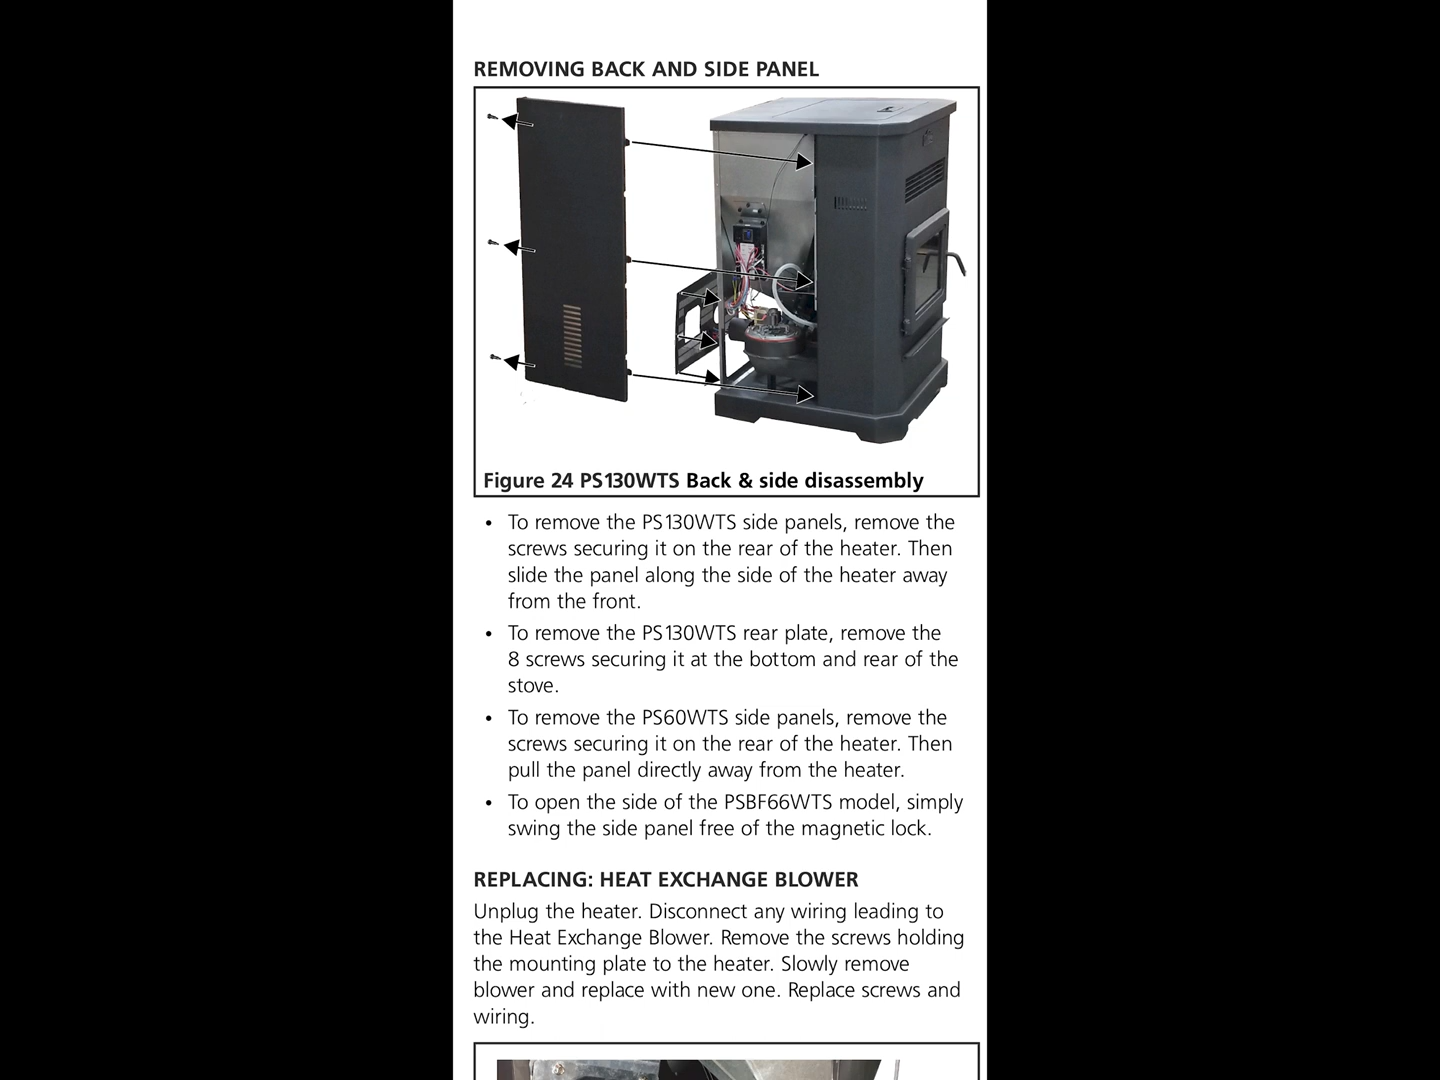 REMOVING BACK AND SIDE PANEL
Figure 24 PS130WTS Back & side disassembly
• To remove the PS130WTS side panels, remove the
screws securing it on the rear of the heater. Then
slide the panel along the side of the heater away
from the front.
• To remove the PS130WTS rear plate, remove the
8 screws securing it at the bottom and rear of the
stove.
• To remove the PS60WTS side panels, remove the
screws securing it on the rear of the heater. Then
pull the panel directly away from the heater.
• To open the side of the PSBF66WTS model, simply
swing the side panel free of the magnetic lock.
REPLACING: HEAT EXCHANGE BLOWER
Unplug the heater. Disconnect any wiring leading to
the Heat Exchange Blower. Remove the screws holding
the mounting plate to the heater. Slowly remove
blower and replace with new one. Replace screws and
wiring.